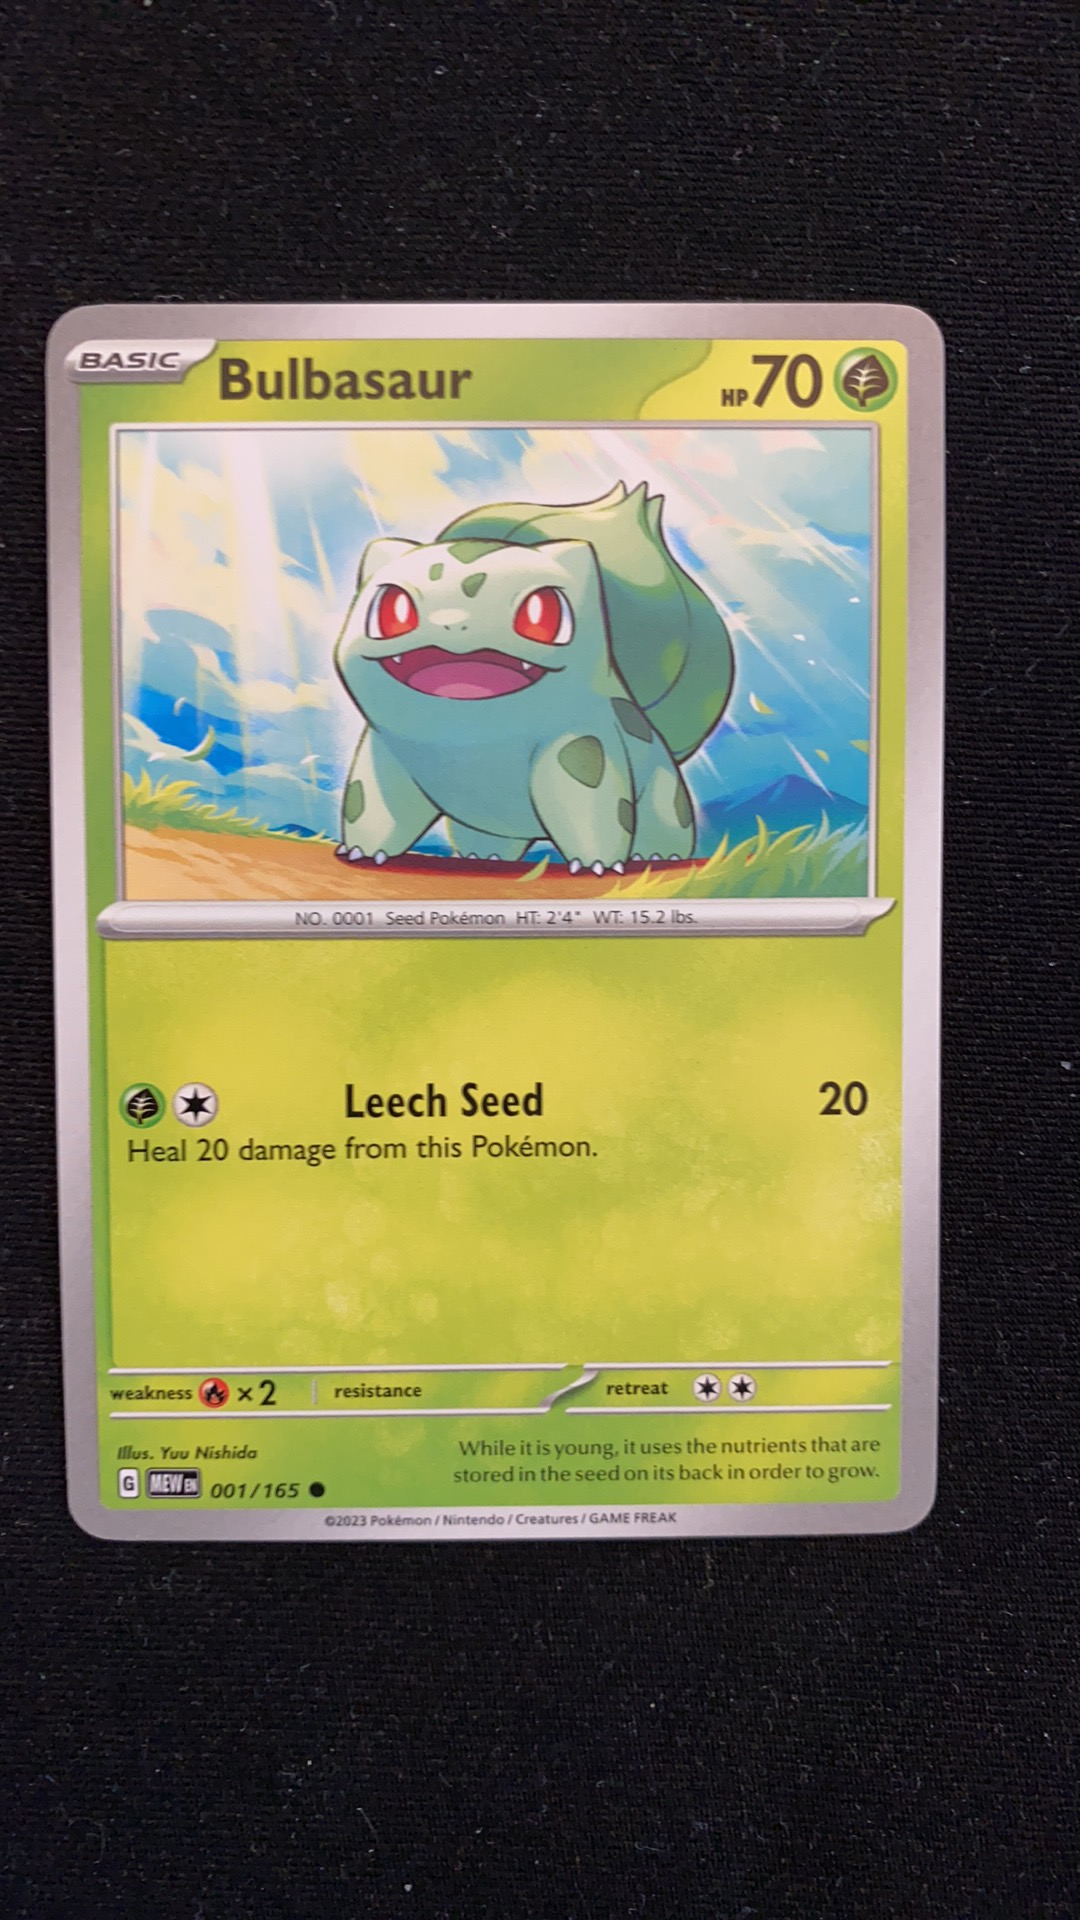 BASIC Bulbasaur HP 70
NO. 0001 Seed Pokémon HT: 2'4" WT: 15.2 lbs.
Leech Seed 20
Heal 20 damage from this Pokémon.
weakness ×2 resistance retreat
Illus. Yuu Nishida
While it is young, it uses the nutrients that are
stored in the seed on its back in order to grow.
G MEW EN 001/165
©2023 Pokémon / Nintendo / Creatures / GAME FREAK